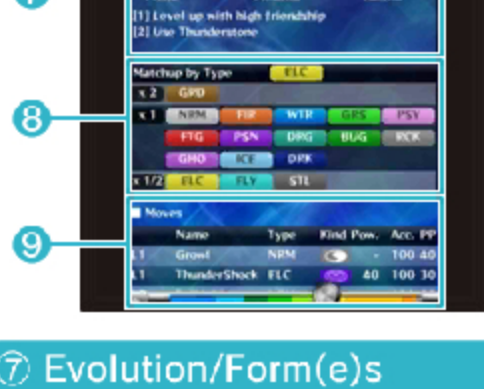 [1] Level up with high friendship
[2] Use Thunderstone
Matchup by Type ELC
x 2 GRD
8 x 1 NRM FIR WTR GRS PSY
FTG PSN DRG BUG RCK
GHO ICE DRK
x 1/2 ELC FLY STL
Moves
9 Name Type Kind Pow. Acc. PP
L1 Growl NRM - 100 40
L1 ThunderShock ELC 40 100 30
⑦ Evolution/Form(e)s